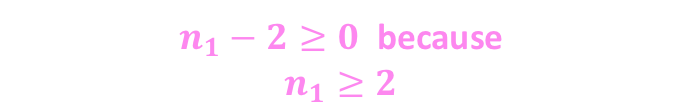 n₁ − 2 ≥ 0 because
n₁ ≥ 2